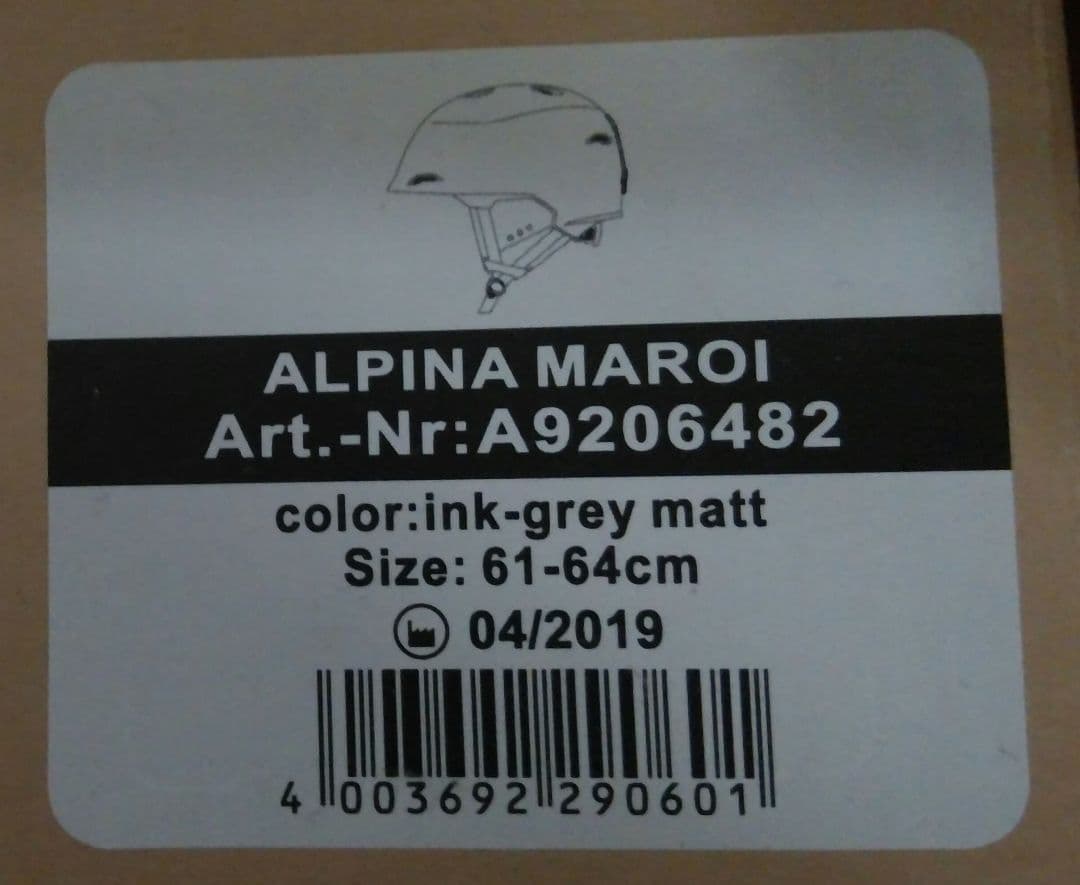 ALPINA MAROI
Art.-Nr:A9206482
color:ink-grey matt
Size: 61-64cm
04/2019
4 003692 290601